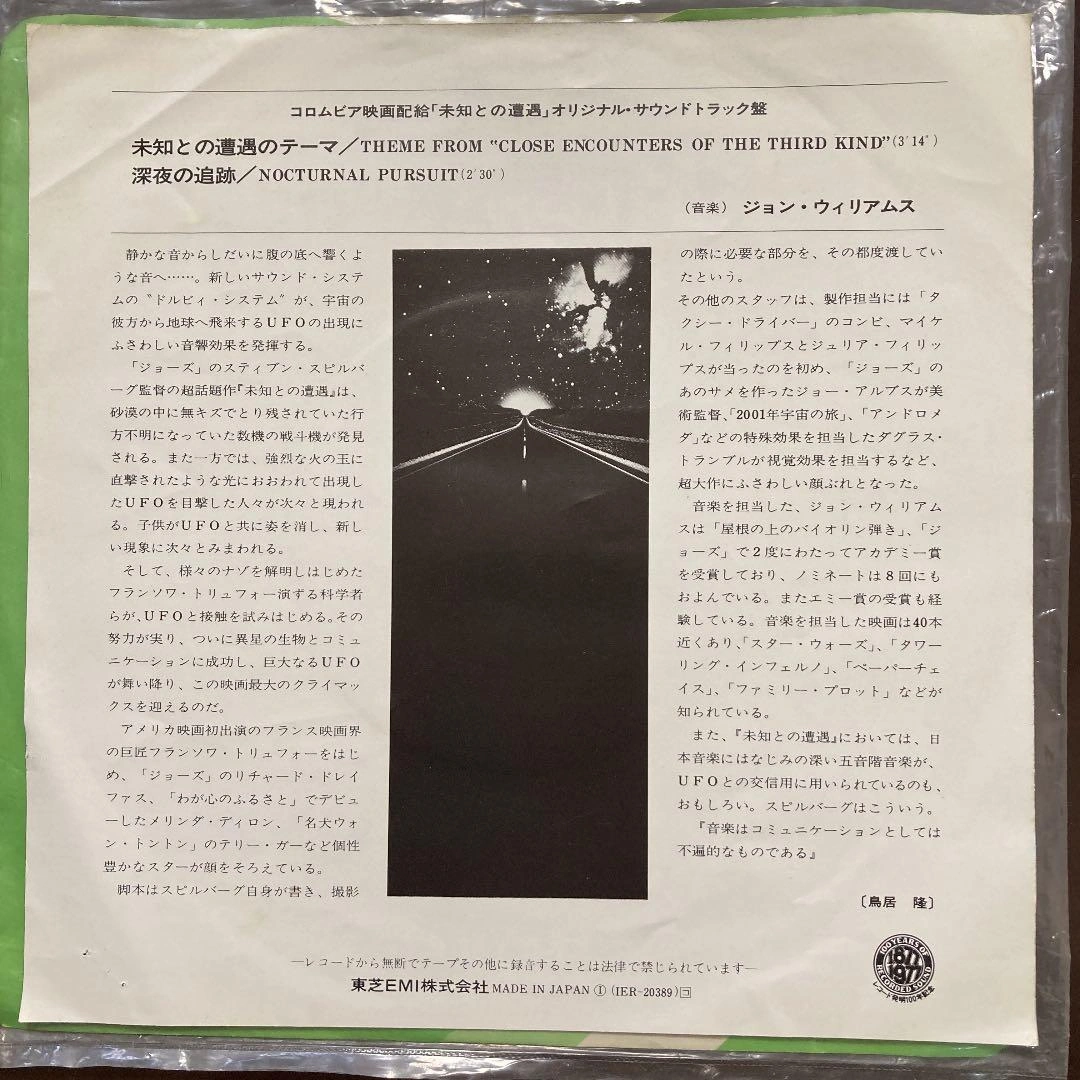 コロムビア映画配給「未知との遭遇」オリジナル・サウンドトラック盤
未知との遭遇のテーマ／THEME FROM “CLOSE ENCOUNTERS OF THE THIRD KIND”(3′14″)
深夜の追跡／NOCTURNAL PURSUIT(2′30′)
（音楽） ジョン・ウィリアムス
静かな音からしだいに腹の底へ響くよ
うな音へ……。新しいサウンド・システ
ムの〝ドルビィ・システム〟が、宇宙の
彼方から地球へ飛来するＵＦＯの出現に
ふさわしい音響効果を発揮する。
「ジョーズ」のスティブン・スピルバ
ーグ監督の超話題作『未知との遭遇』は、
砂漠の中に無キズでとり残されていた行
方不明になっていた数機の戦斗機が発見
される。また一方では、強烈な火の玉に
直撃されたような光におおわれて出現し
たＵＦＯを目撃した人々が次々と現われ
る。子供がＵＦＯと共に姿を消し、新し
い現象に次々とみまわれる。
そして、様々のナゾを解明しはじめた
フランソワ・トリュフォー演ずる科学者
らが、ＵＦＯと接触を試みはじめる。その
努力が実り、ついに異星の生物とコミュ
ニケーションに成功し、巨大なるＵＦＯ
が舞い降り、この映画最大のクライマッ
クスを迎えるのだ。
アメリカ映画初出演のフランス映画界
の巨匠フランソワ・トリュフォーをはじ
め、「ジョーズ」のリチャード・ドレイ
ファス、「わが心のふるさと」でデビュ
ーしたメリンダ・ディロン、「名犬ウォ
ン・トントン」のテリー・ガーなど個性
豊かなスターが顔をそろえている。
脚本はスピルバーグ自身が書き、撮影
の際に必要な部分を、その都度渡してい
たという。
その他のスタッフは、製作担当には「タ
クシー・ドライバー」のコンビ、マイケ
ル・フィリップスとジュリア・フィリッ
プスが当ったのを初め、「ジョーズ」の
あのサメを作ったジョー・アルブスが美
術監督、「2001年宇宙の旅」、「アンドロメ
ダ」などの特殊効果を担当したダグラス・
トランブルが視覚効果を担当するなど、
超大作にふさわしい顔ぶれとなった。
音楽を担当した、ジョン・ウィリアム
スは「屋根の上のバイオリン弾き」、「ジ
ョーズ」で２度にわたってアカデミー賞
を受賞しており、ノミネートは８回にも
およんでいる。またエミー賞の受賞も経
験している。音楽を担当した映画は40本
近くあり、「スター・ウォーズ」、「タワー
リング・インフェルノ」、「ペーパーチェ
イス」、「ファミリー・プロット」などが
知られている。
また、『未知との遭遇』においては、日
本音楽にはなじみの深い五音階音楽が、
ＵＦＯとの交信用に用いられているのも、
おもしろい。スピルバーグはこういう。
『音楽はコミュニケーションとしては
不遍的なものである』
〔鳥居　隆〕
100 YEARS OF
1877
1977
RECORDED SOUND
レコード発明100年記念
―レコードから無断でテープその他に録音することは法律で禁じられています―
東芝EMI株式会社 MADE IN JAPAN Ⓘ (IER-20389) コ